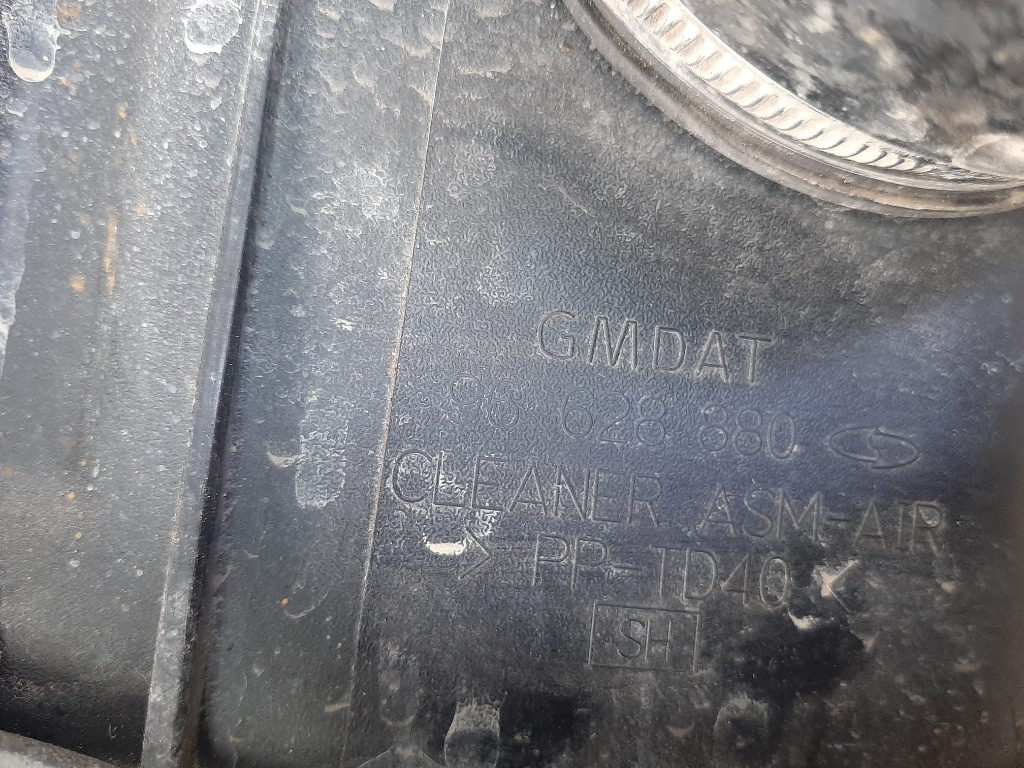 GMDAT
96 628 880
CLEANER ASM-AIR
> PP-TD40 <
SH